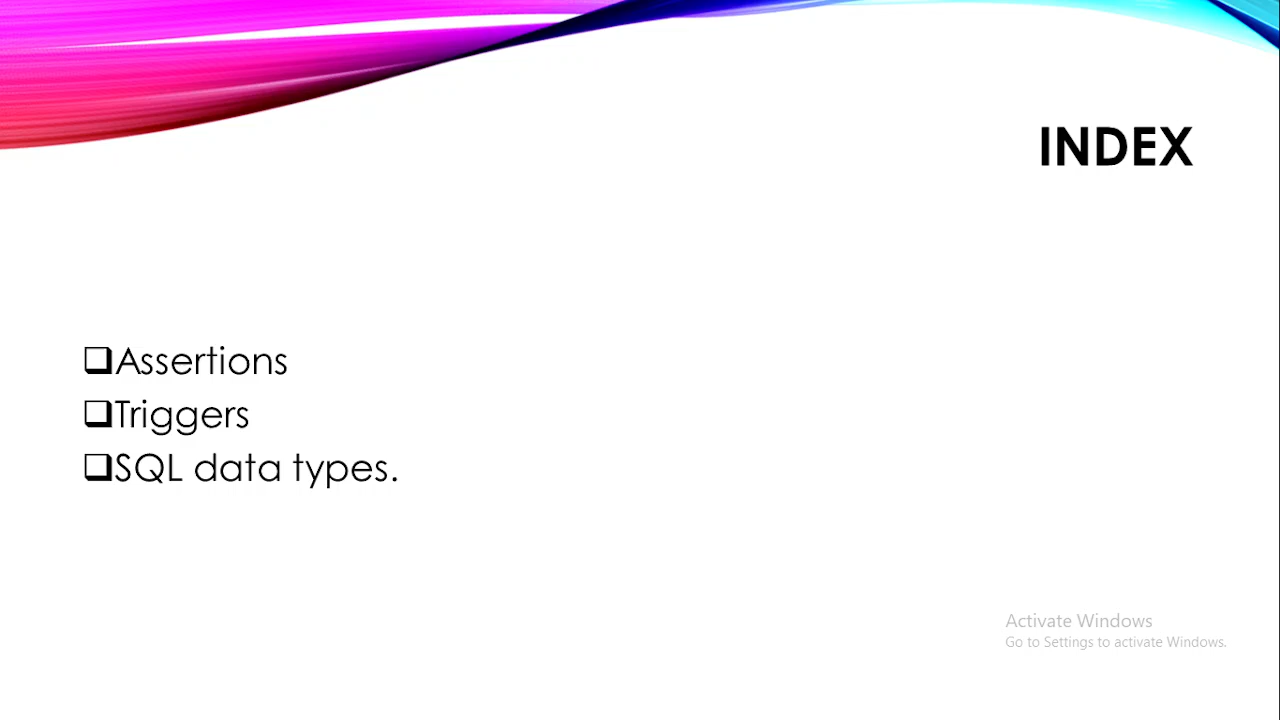 INDEX
❑Assertions
❑Triggers
❑SQL data types.
Activate Windows
Go to Settings to activate Windows.